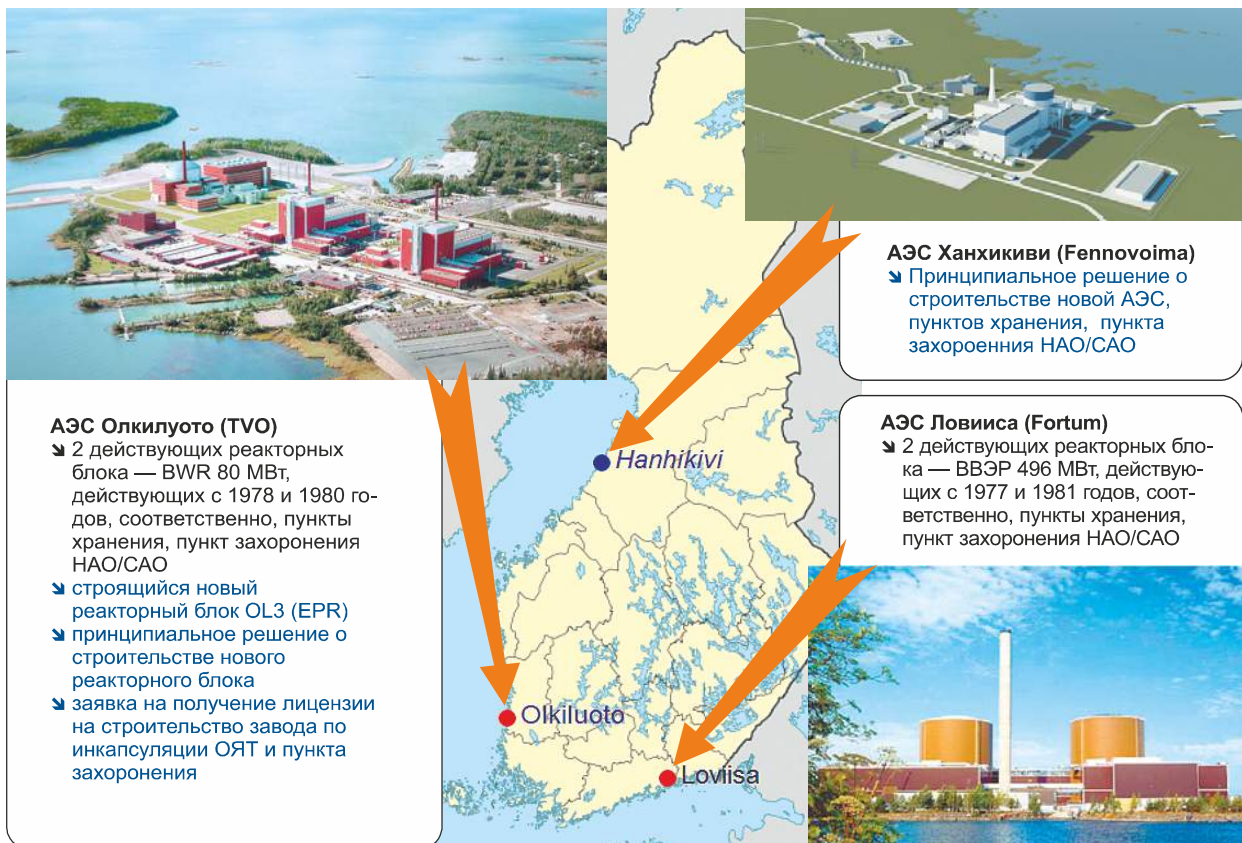 АЭС Ханхикиви (Fennovoima)
➘ Принципиальное решение о
строительстве новой АЭС,
пунктов хранения, пункта
захороенния НАО/САО
АЭС Олкилуото (TVO)
➘ 2 действующих реакторных
блока — BWR 80 МВт,
действующих с 1978 и 1980 го-
дов, соответственно, пункты
хранения, пункт захоронения
НАО/САО
➘ строящийся новый
реакторный блок OL3 (EPR)
➘ принципиальное решение о
строительстве нового
реакторного блока
➘ заявка на получение лицензии
на строительство завода по
инкапсуляции ОЯТ и пункта
захоронения
АЭС Ловииса (Fortum)
➘ 2 действующих реакторных бло-
ка — ВВЭР 496 МВт, действую-
щих с 1977 и 1981 годов, соот-
ветственно, пункты хранения,
пункт захоронения НАО/САО
Hanhikivi
Olkiluoto
Loviisa